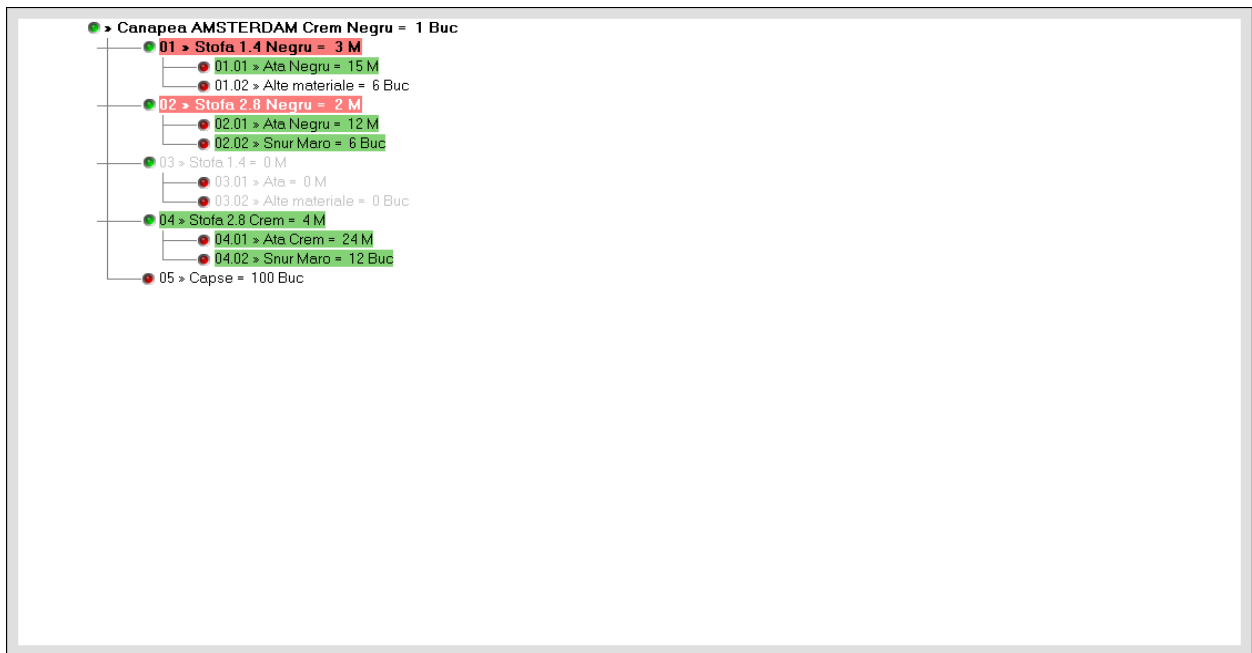 » Canapea AMSTERDAM Crem Negru = 1 Buc
01 » Stofa 1.4 Negru = 3 M
01.01 » Ata Negru = 15 M
01.02 » Alte materiale = 6 Buc
02 » Stofa 2.8 Negru = 2 M
02.01 » Ata Negru = 12 M
02.02 » Snur Maro = 6 Buc
03 » Stofa 1.4 = 0 M
03.01 » Ata = 0 M
03.02 » Alte materiale = 0 Buc
04 » Stofa 2.8 Crem = 4 M
04.01 » Ata Crem = 24 M
04.02 » Snur Maro = 12 Buc
05 » Capse = 100 Buc